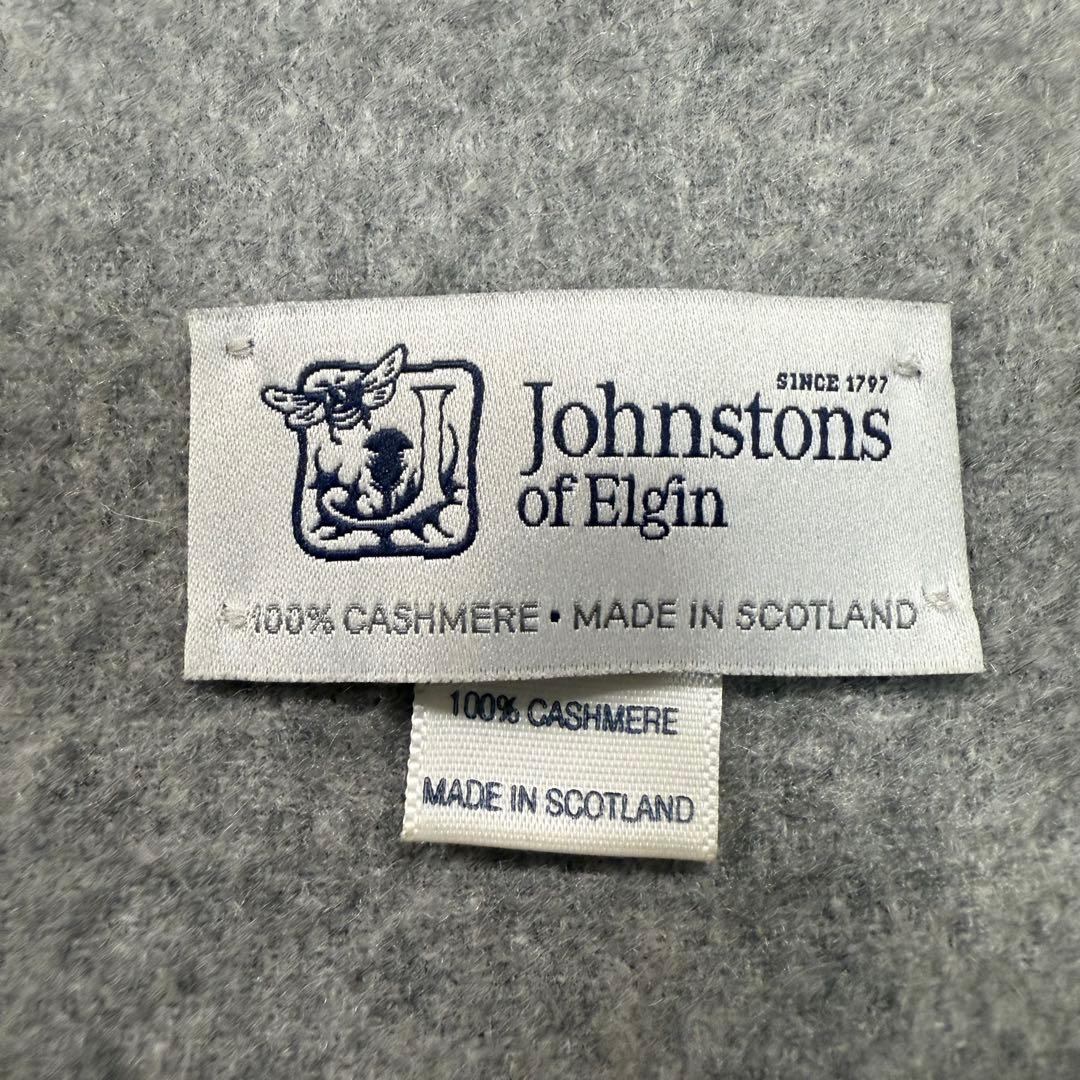 SINCE 1797
Johnstons
of Elgin
100% CASHMERE • MADE IN SCOTLAND
100% CASHMERE
MADE IN SCOTLAND